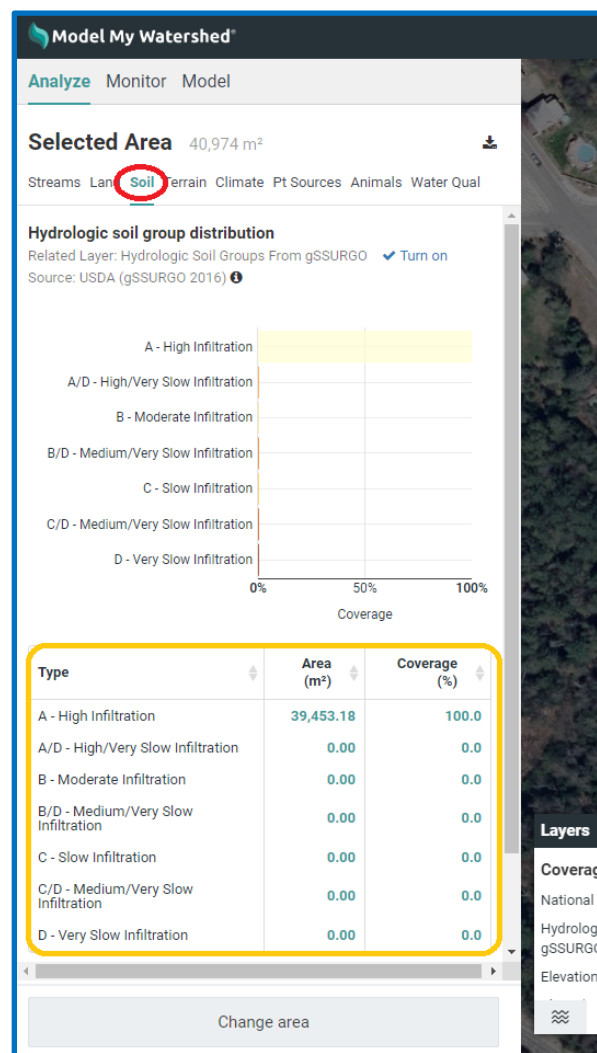 Model My Watershed®
Analyze Monitor Model
Selected Area 40,974 m²
Streams Lan Soil Terrain Climate Pt Sources Animals Water Qual
Hydrologic soil group distribution
Related Layer: Hydrologic Soil Groups From gSSURGO Turn on
Source: USDA (gSSURGO 2016)
A - High Infiltration
A/D - High/Very Slow Infiltration
B - Moderate Infiltration
B/D - Medium/Very Slow Infiltration
C - Slow Infiltration
C/D - Medium/Very Slow Infiltration
D - Very Slow Infiltration
0% 50% 100%
Coverage
Type Area (m²) Coverage (%)
A - High Infiltration 39,453.18 100.0
A/D - High/Very Slow Infiltration 0.00 0.0
B - Moderate Infiltration 0.00 0.0
B/D - Medium/Very Slow
Infiltration 0.00 0.0
C - Slow Infiltration 0.00 0.0
C/D - Medium/Very Slow
Infiltration 0.00 0.0
D - Very Slow Infiltration 0.00 0.0
Change area
Layers
Coverag
National
Hydrolog
gSSURGO
Elevation